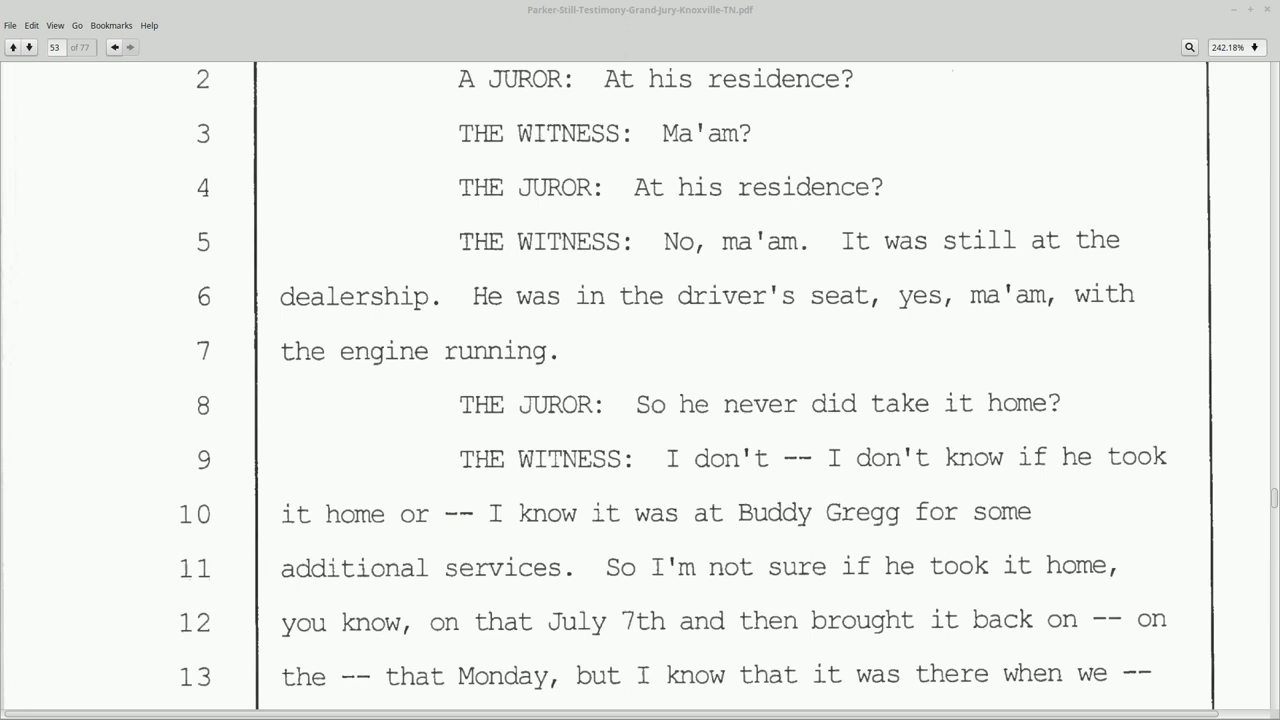 Parker-Still-Testimony-Grand-Jury-Knoxville-TN.pdf
File Edit View Go Bookmarks Help
53 of 77 242.18%
2 A JUROR: At his residence?
3 THE WITNESS: Ma'am?
4 THE JUROR: At his residence?
5 THE WITNESS: No, ma'am. It was still at the
6 dealership. He was in the driver's seat, yes, ma'am, with
7 the engine running.
8 THE JUROR: So he never did take it home?
9 THE WITNESS: I don't -- I don't know if he took
10 it home or -- I know it was at Buddy Gregg for some
11 additional services. So I'm not sure if he took it home,
12 you know, on that July 7th and then brought it back on -- on
13 the -- that Monday, but I know that it was there when we --